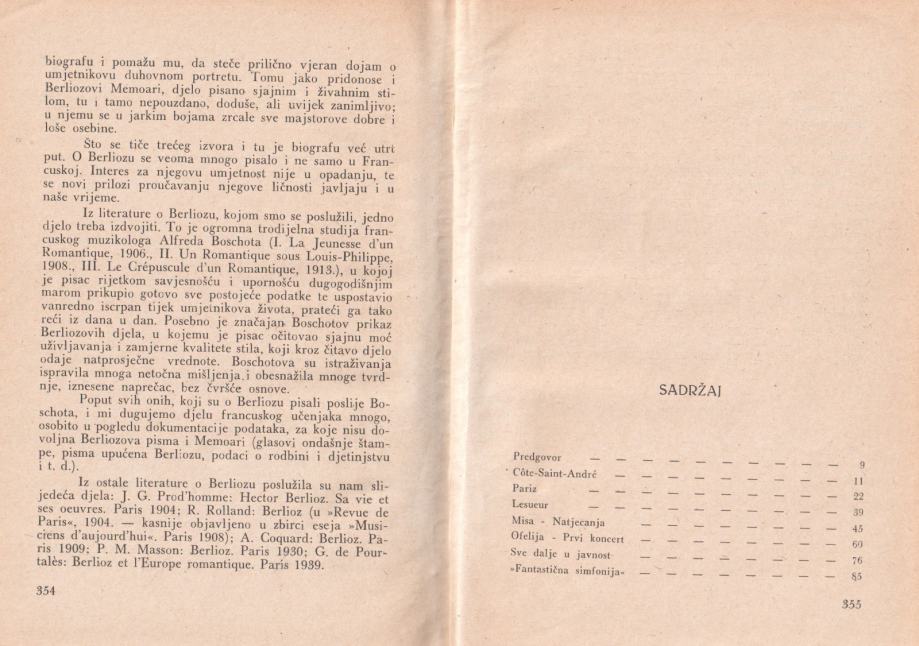 biografu i pomažu mu, da steče prilično vjeran dojam o
umjetnikovu duhovnom portretu. Tomu jako pridonose i
Berliozovi Memoari, djelo pisano sjajnim i živahnim sti-
lom, tu i tamo nepouzdano, doduše, ali uvijek zanimljivo;
u njemu se u jarkim bojama zrcale sve majstorove dobre i
loše osebine.
Što se tiče trećeg izvora i tu je biografu već utrt
put. O Berliozu se veoma mnogo pisalo i ne samo u Fran-
cuskoj. Interes za njegovu umjetnost nije u opadanju, te
se novi prilozi proučavanju njegove ličnosti javljaju i u
naše vrijeme.
Iz literature o Berliozu, kojom smo se poslužili, jedno
djelo treba izdvojiti. To je ogromna trodijelna studija fran-
cuskog muzikologa Alfreda Boschota (I. La Jeunesse d'un
Romantique, 1906., II. Un Romantique sous Louis-Philippe,
1908., III. Le Crépuscule d'un Romantique, 1913.), u kojoj
je pisac rijetkom savjesnošću i upornošću dugogodišnjim
marom prikupio gotovo sve postojeće podatke te uspostavio
vanredno iscrpan tijek umjetnikova života, prateći ga tako
reći iz dana u dan. Posebno je značajan Boschotov prikaz
Berliozovih djela, u kojemu je pisac očitovao sjajnu moć
uživljavanja i zamjerne kvalitete stila, koji kroz čitavo djelo
odaje natprosječne vrednote. Boschotova su istraživanja
ispravila mnoga netočna mišljenja i obesnažila mnoge tvrd-
nje, iznesene naprečac, bez čvršće osnove.
Poput svih onih, koji su o Berliozu pisali poslije Bo-
schota, i mi dugujemo djelu francuskog učenjaka mnogo,
osobito u pogledu dokumentacije podataka, za koje nisu do-
voljna Berliozova pisma i Memoari (glasovi ondašnje štam-
pe, pisma upućena Berliozu, podaci o rodbini i djetinjstvu
i t. d.).
Iz ostale literature o Berliozu poslužila su nam sli-
jedeća djela: J. G. Prod'homme: Hector Berlioz. Sa vie et
ses oeuvres. Paris 1904; R. Rolland: Berlioz (u »Revue de
Paris«, 1904. — kasnije objavljeno u zbirci eseja »Musi-
ciens d'aujourd'hui«. Paris 1908); A. Coquard: Berlioz. Pa-
ris 1909; P. M. Masson: Berlioz. Paris 1930; G. de Pour-
talès: Berlioz et l'Europe romantique. Paris 1939.
354
SADRŽAJ
Predgovor — — — — — — — — — — 9
Côte-Saint-André — — — — — — — — — 11
Pariz — — — — — — — — — — 22
Lesueur — — — — — — — — — — 39
Misa - Natjecanja — — — — — — — — 45
Ofelija - Prvi koncert — — — — — — — — 60
Sve dalje u javnost — — — — — — — — 76
»Fantastična simfonija« — — — — — — — — 85
355